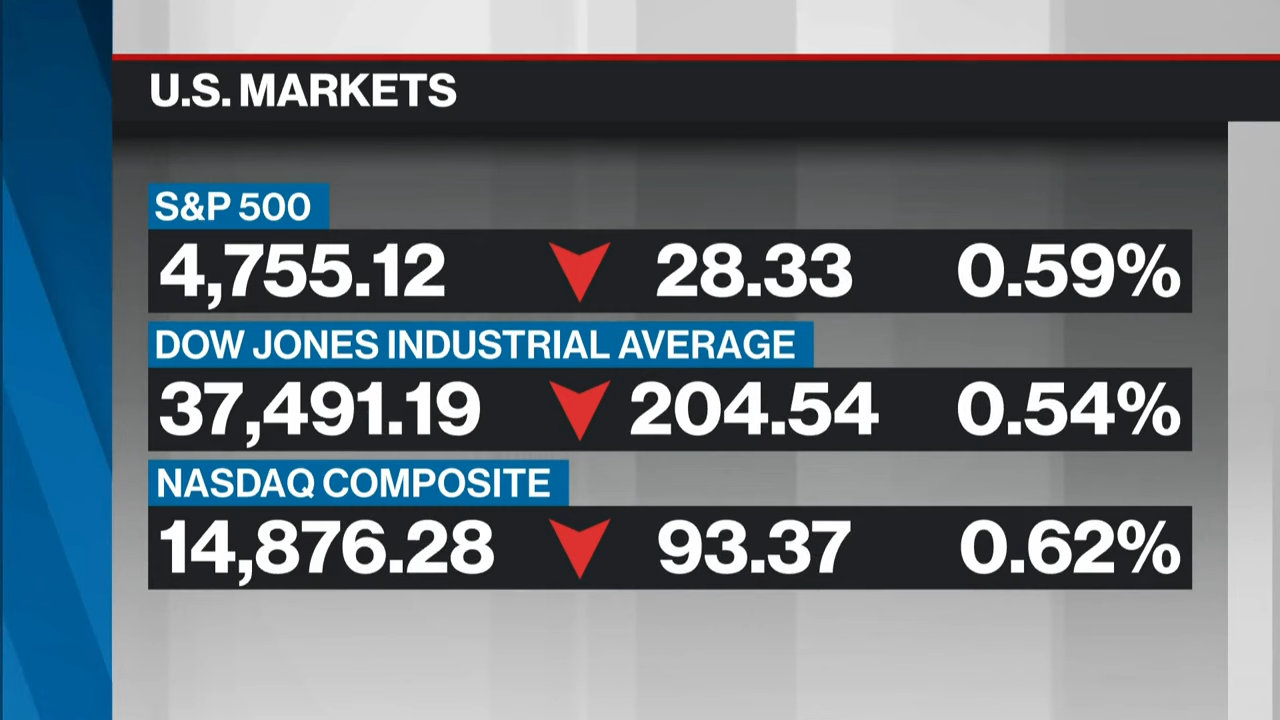 U.S. MARKETS
S&P 500
4,755.12 28.33 0.59%
DOW JONES INDUSTRIAL AVERAGE
37,491.19 204.54 0.54%
NASDAQ COMPOSITE
14,876.28 93.37 0.62%